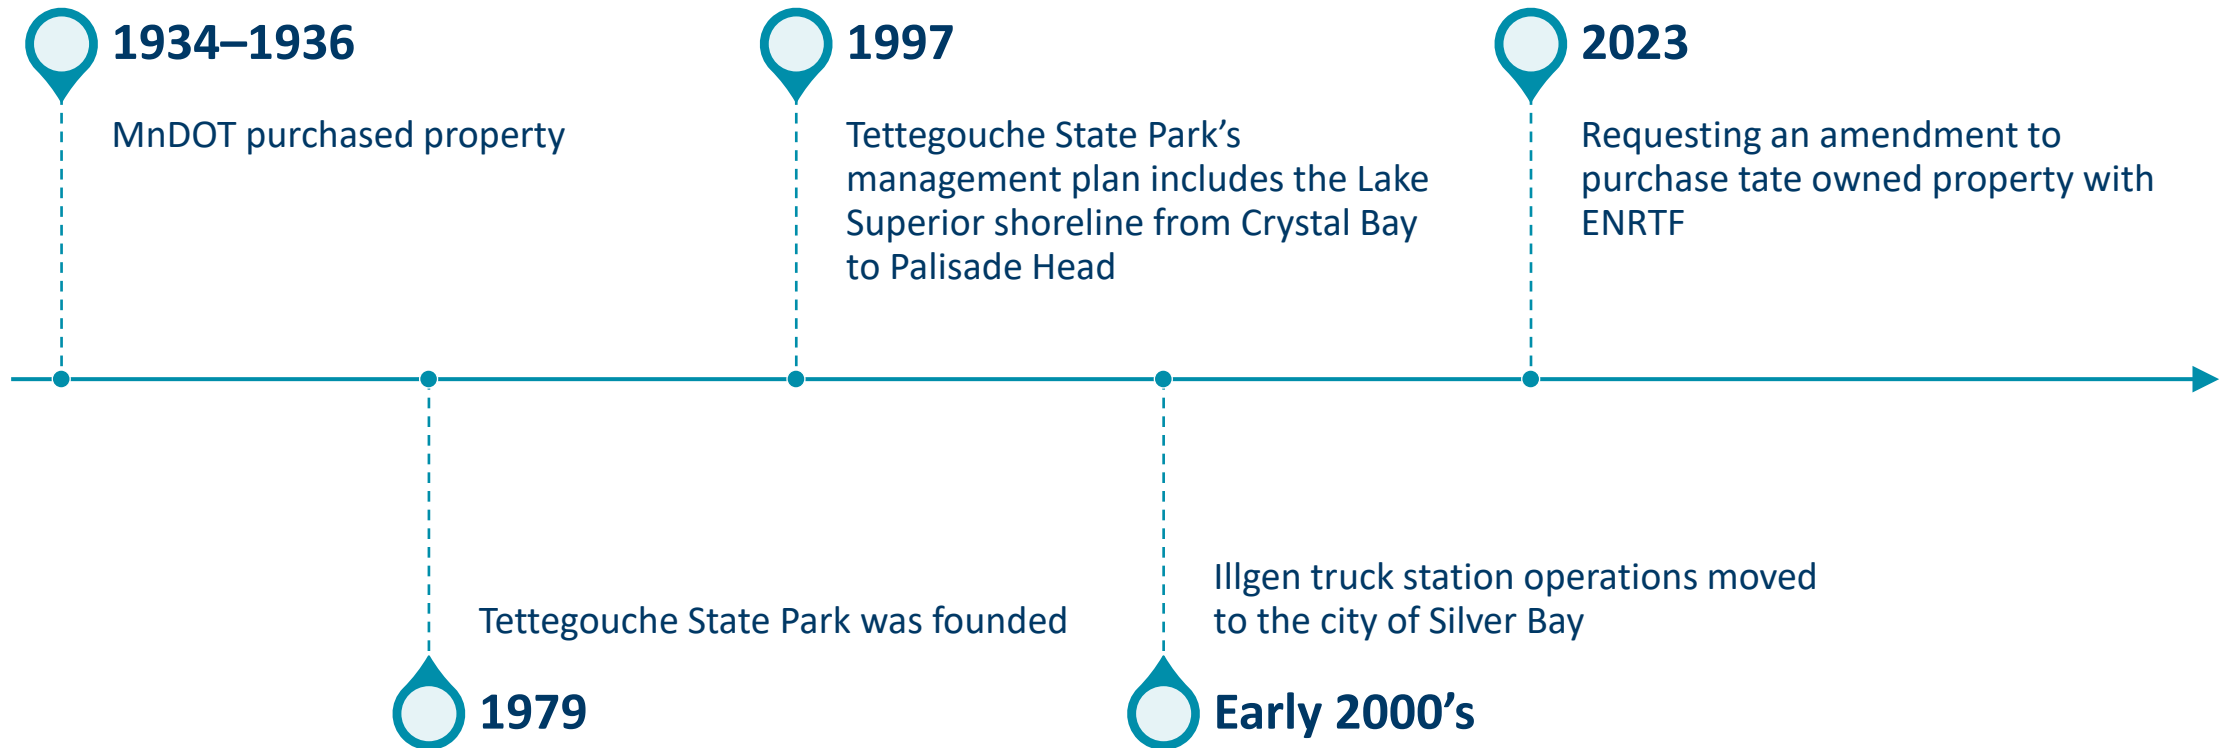 1934–1936
MnDOT purchased property
1979
Tettegouche State Park was founded
1997
Tettegouche State Park’s
management plan includes the Lake
Superior shoreline from Crystal Bay
to Palisade Head
Early 2000’s
Illgen truck station operations moved
to the city of Silver Bay
2023
Requesting an amendment to
purchase tate owned property with
ENRTF